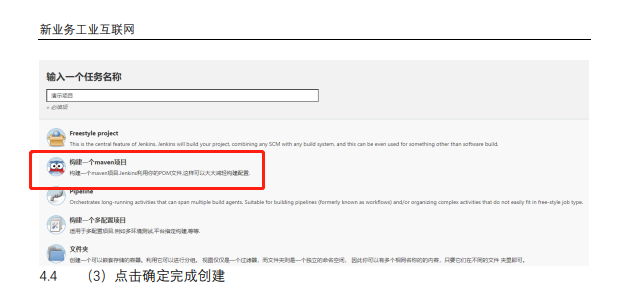 新业务工业互联网
输入一个任务名称
演示项目
» 必填项
Freestyle project
This is the central feature of Jenkins. Jenkins will build your project, combining any SCM with any build system, and this can be even used for something other than software build.
构建一个maven项目
构建一个maven项目.Jenkins利用你的POM文件,这样可以大大减轻构建配置.
Pipeline
Orchestrates long-running activities that can span multiple build agents. Suitable for building pipelines (formerly known as workflows) and/or organizing complex activities that do not easily fit in free-style job type.
构建一个多配置项目
适用于多配置项目,例如多环境测试,平台指定构建,等等.
文件夹
创建一个可以嵌套存储的容器。利用它可以进行分组。 视图仅仅是一个过滤器，而文件夹则是一个独立的命名空间， 因此你可以有多个相同名称的的内容，只要它们在不同的文件 夹里即可。
4.4 （3）点击确定完成创建